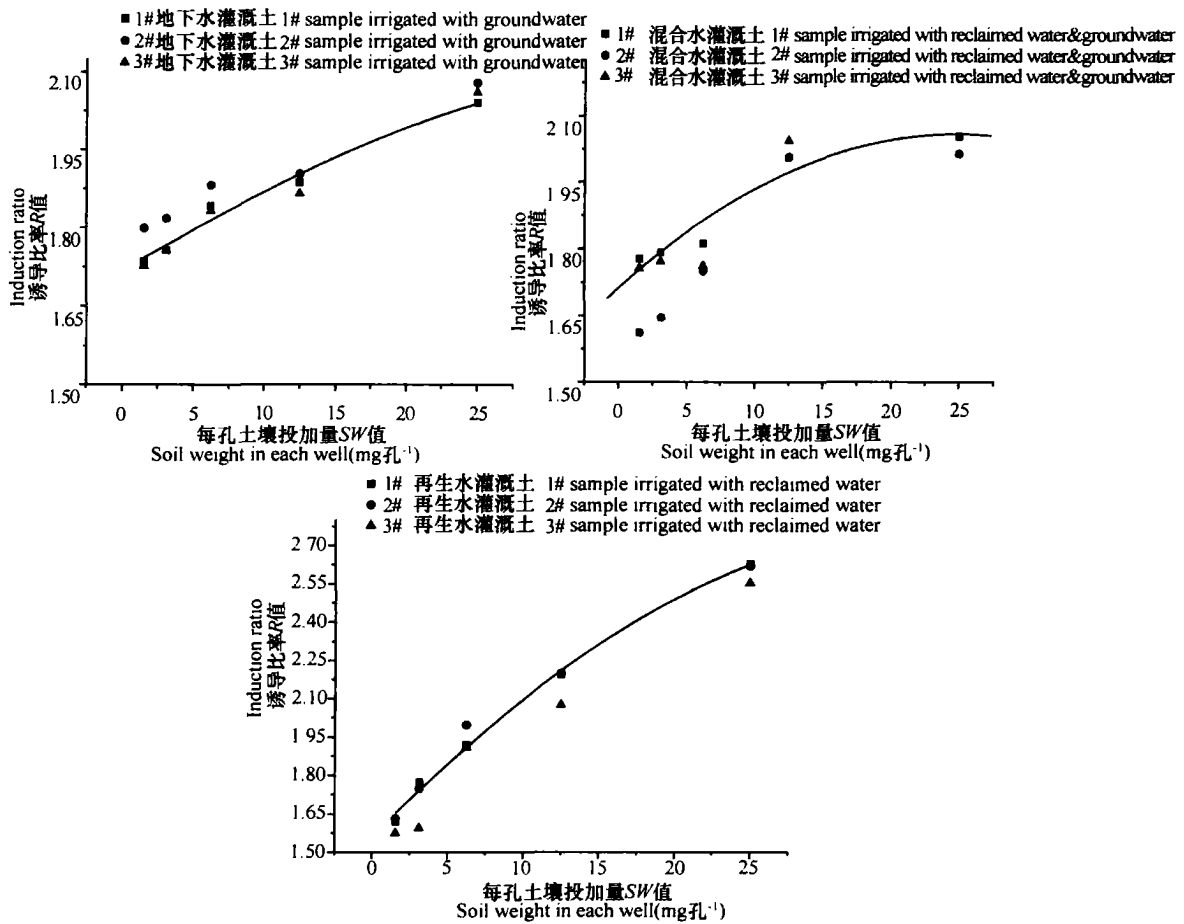 ■ 1#地下水灌溉土 1# sample irrigated with groundwater
● 2#地下水灌溉土 2# sample irrigated with groundwater
▲ 3#地下水灌溉土 3# sample irrigated with groundwater
2.10
1.95
1.80
1.65
1.50
Induction ratio
诱导比率R值
0 5 10 15 20 25
每孔土壤投加量SW值
Soil weight in each well(mg孔⁻¹)
■ 1# 混合水灌溉土 1# sample irrigated with reclaimed water&groundwater
● 2# 混合水灌溉土 2# sample irrigated with reclaimed water&groundwater
▲ 3# 混合水灌溉土 3# sample irrigated with reclaimed water&groundwater
2 10
1 95
1 80
1 65
1 50
Induction ratio
诱导比率R值
0 5 10 15 20 25
每孔土壤投加量SW值
Soil weight in each well(mg孔⁻¹)
■ 1# 再生水灌溉土 1# sample irrigated with reclaimed water
● 2# 再生水灌溉土 2# sample irrigated with reclaimed water
▲ 3# 再生水灌溉土 3# sample irrigated with reclaimed water
2 70
2.55
2.40
2.25
2.10
1.95
1.80
1.65
1.50
Induction ratio
诱导比率R值
0 5 10 15 20 25
每孔土壤投加量SW值
Soil weight in each well(mg孔⁻¹)